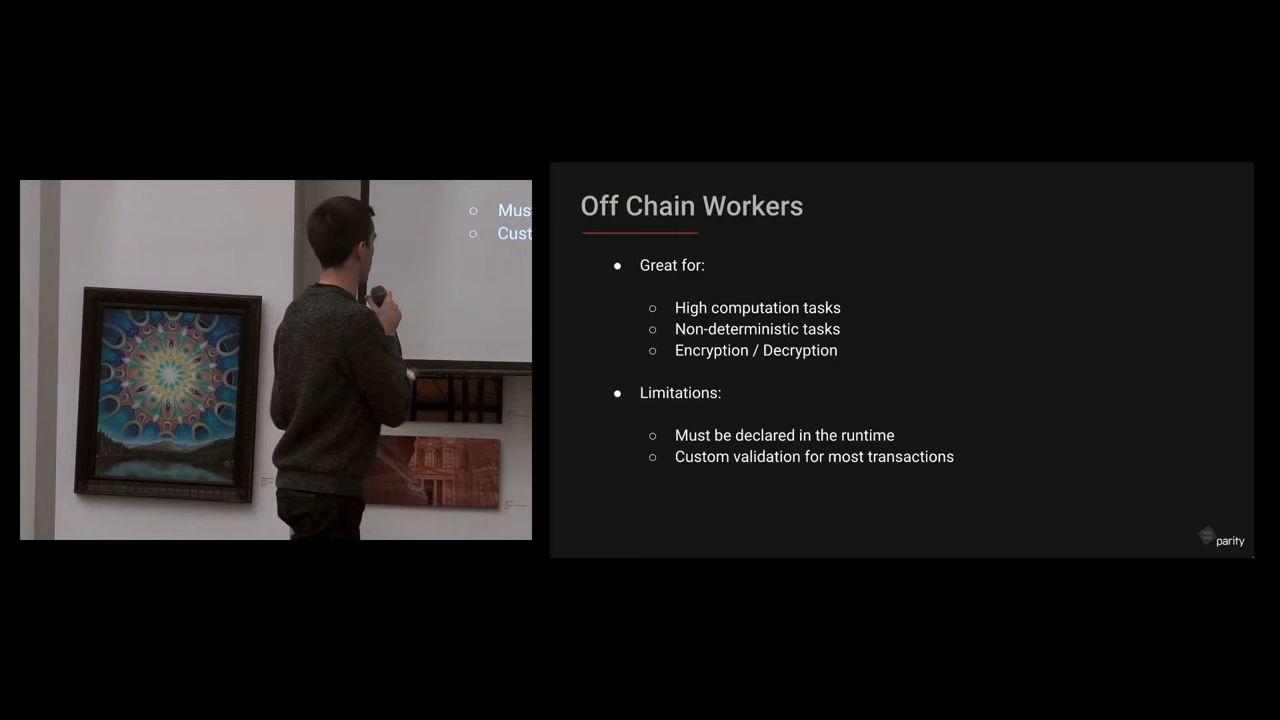 Mus
Cust
Off Chain Workers
● Great for:
○ High computation tasks
○ Non-deterministic tasks
○ Encryption / Decryption
● Limitations:
○ Must be declared in the runtime
○ Custom validation for most transactions
parity